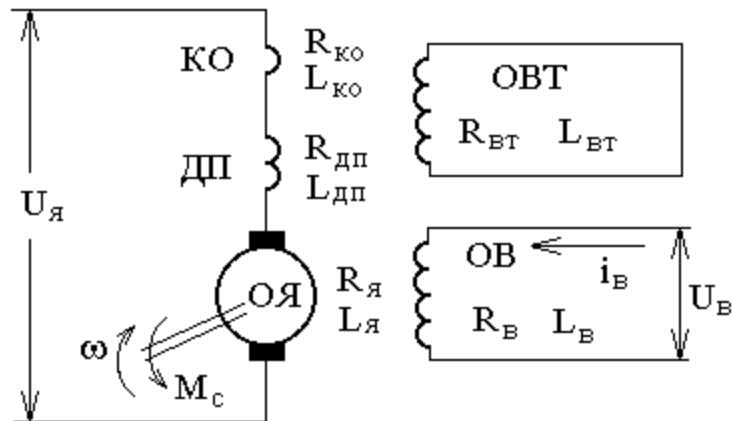 КО
R_КО
L_КО
ДП
R_ДП
L_ДП
U_Я
ОЯ
R_Я
L_Я
ω
M_С
ОВТ
R_ВТ L_ВТ
ОВ
i_В
R_В L_В
U_В